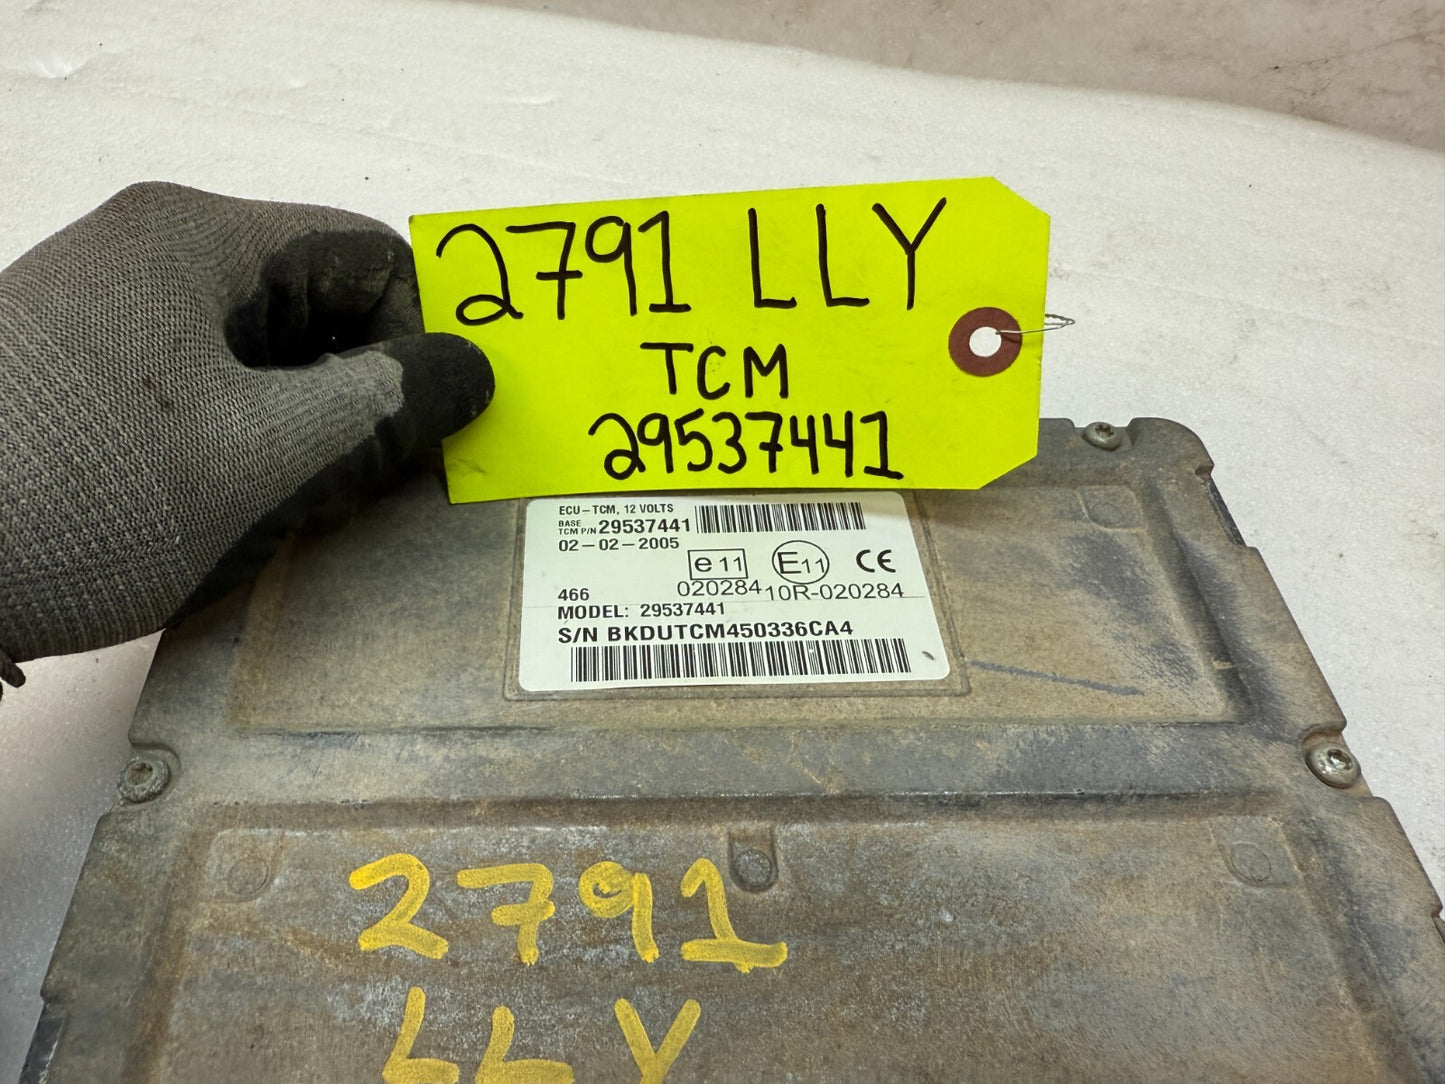 2791 LLY
TCM
29537441
ECU-TCM, 12 VOLTS
BASE TCM P/N 29537441
02-02-2005
e11 E11 CE
466 020284 10R-020284
MODEL: 29537441
S/N BKDUTCM450336CA4
2791
LLY